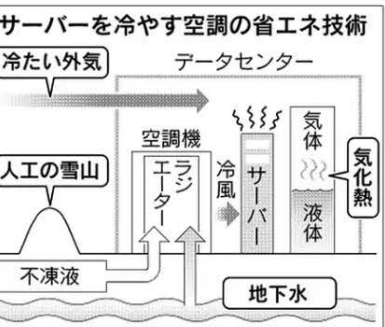 サーバーを冷やす空調の省エネ技術
冷たい外気
データセンター
空調機
ラジエーター
冷風
サーバー
気体
液体
気化熱
人工の雪山
不凍液
地下水